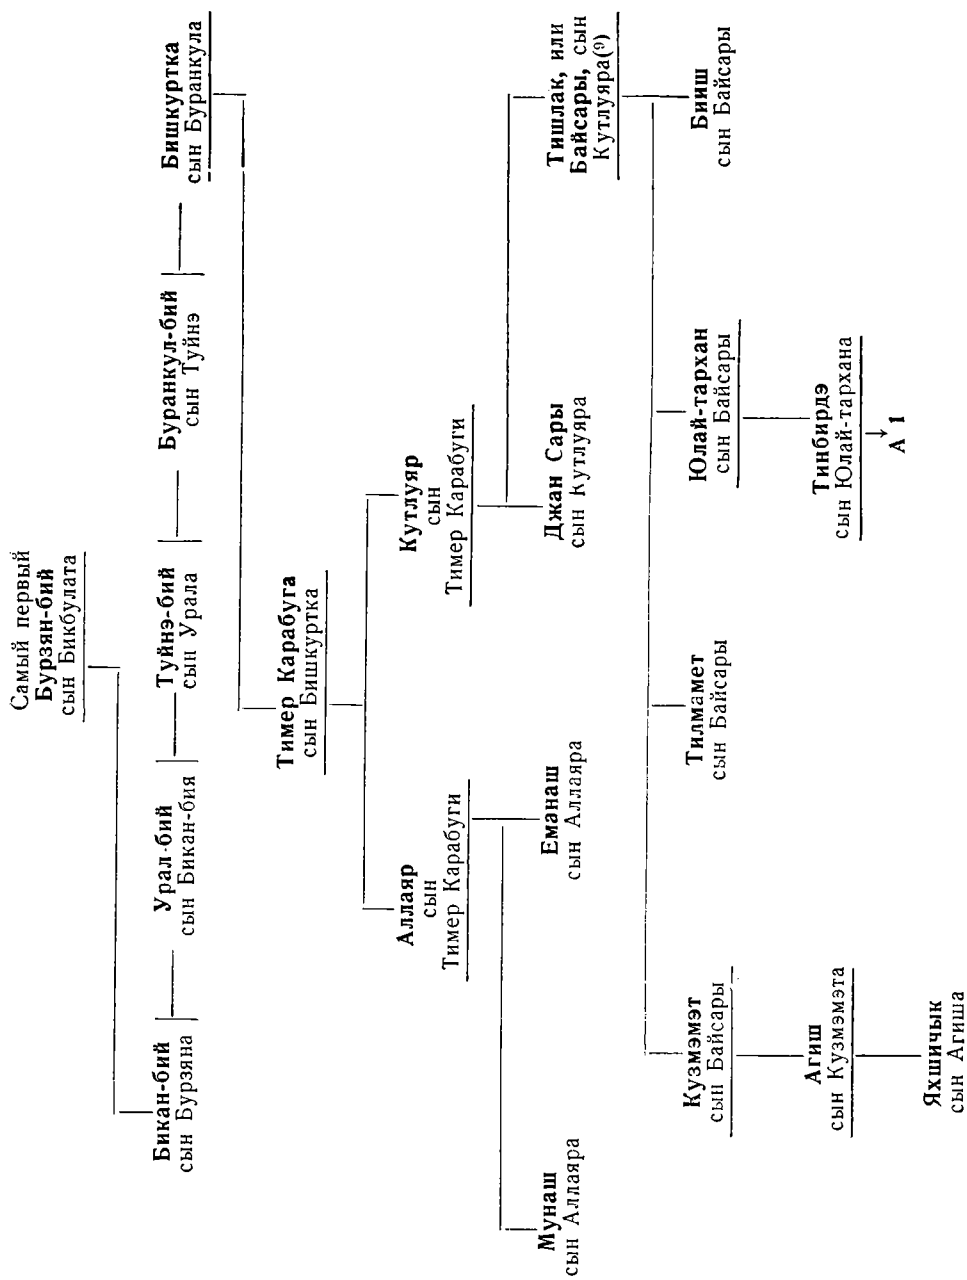 Самый первый
Бурзян-бий
сын Бикбулата
Бикан-бий
сын Бурзяна
Урал-бий
сын Бикан-бия
Туйнэ-бий
сын Урала
Буранкул-бий
сын Туйнэ
Бишкуртка
сын Буранкула
Тимер Карабуга
сын Бишкуртка
Аллаяр
сын
Тимер Карабуги
Кутлуяр
сын
Тимер Карабуги
Мунаш
сын Аллаяра
Еманаш
сын Аллаяра
Джан Сары
сын Кутлуяра
Тишлак, или
Байсары, сын
Кутлуяра(⁹)
Кузмэмэт
сын Байсары
Тилмамет
сын Байсары
Юлай-тархан
сын Байсары
Бииш
сын Байсары
Агиш
сын Кузмэмэта
Тинбирдэ
сын Юлай-тархана
А 1
Яхшичык
сын Агиша